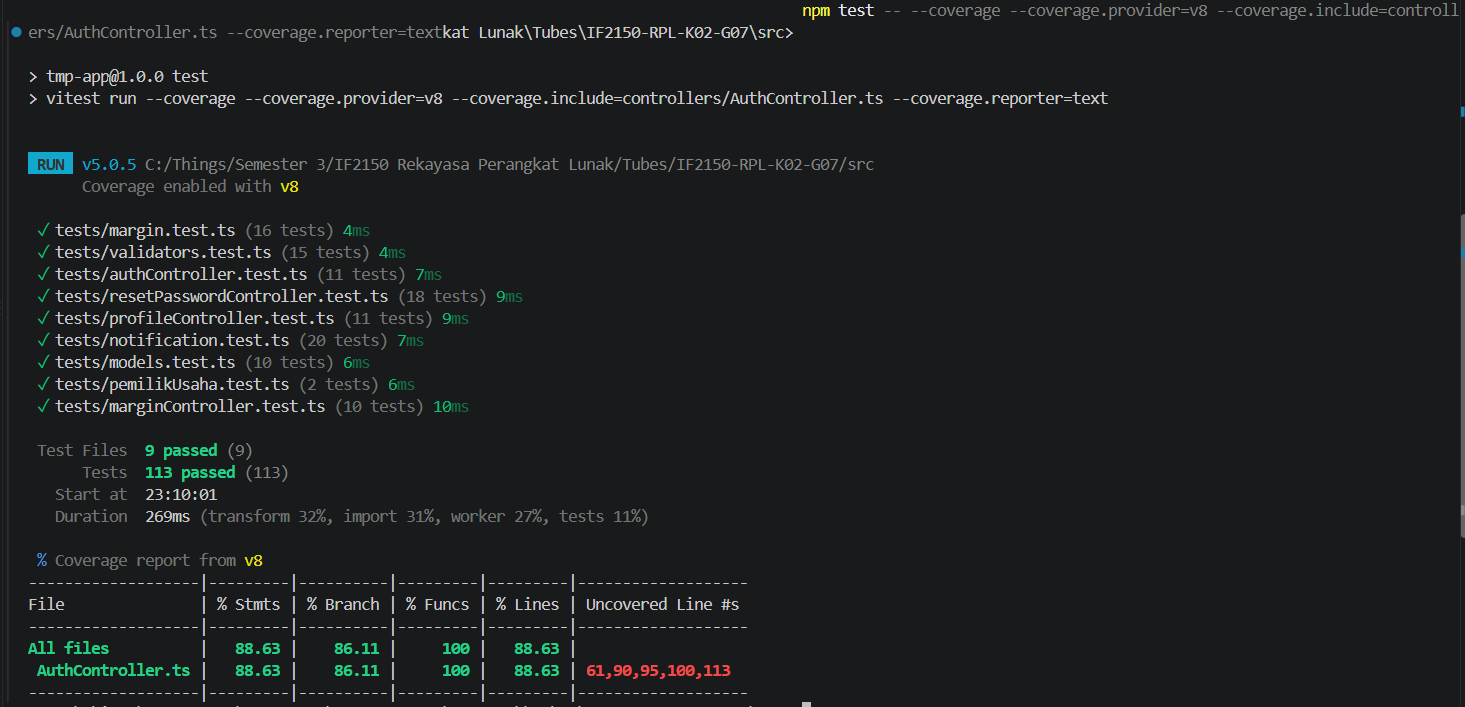 npm test -- --coverage --coverage.provider=v8 --coverage.include=controll
ers/AuthController.ts --coverage.reporter=textkat Lunak\Tubes\IF2150-RPL-K02-G07\src>
> tmp-app@1.0.0 test
> vitest run --coverage --coverage.provider=v8 --coverage.include=controllers/AuthController.ts --coverage.reporter=text
RUN v5.0.5 C:/Things/Semester 3/IF2150 Rekayasa Perangkat Lunak/Tubes/IF2150-RPL-K02-G07/src
Coverage enabled with v8
✓ tests/margin.test.ts (16 tests) 4ms
✓ tests/validators.test.ts (15 tests) 4ms
✓ tests/authController.test.ts (11 tests) 7ms
✓ tests/resetPasswordController.test.ts (18 tests) 9ms
✓ tests/profileController.test.ts (11 tests) 9ms
✓ tests/notification.test.ts (20 tests) 7ms
✓ tests/models.test.ts (10 tests) 6ms
✓ tests/pemilikUsaha.test.ts (2 tests) 6ms
✓ tests/marginController.test.ts (10 tests) 10ms
Test Files 9 passed (9)
Tests 113 passed (113)
Start at 23:10:01
Duration 269ms (transform 32%, import 31%, worker 27%, tests 11%)
% Coverage report from v8
-------------------|---------|----------|---------|---------|-------------------
File | % Stmts | % Branch | % Funcs | % Lines | Uncovered Line #s
-------------------|---------|----------|---------|---------|-------------------
All files | 88.63 | 86.11 | 100 | 88.63 |
AuthController.ts | 88.63 | 86.11 | 100 | 88.63 | 61,90,95,100,113
-------------------|---------|----------|---------|---------|-------------------